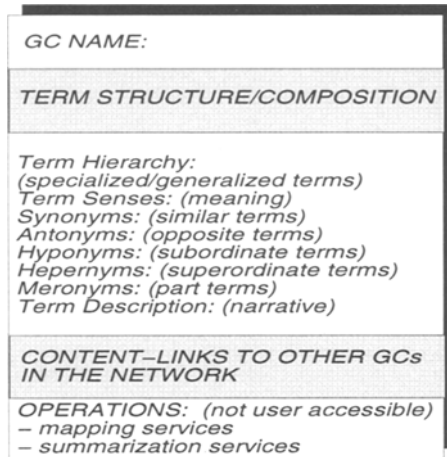 GC NAME:
TERM STRUCTURE/COMPOSITION
Term Hierarchy:
(specialized/generalized terms)
Term Senses: (meaning)
Synonyms: (similar terms)
Antonyms: (opposite terms)
Hyponyms: (subordinate terms)
Hepernyms: (superordinate terms)
Meronyms: (part terms)
Term Description: (narrative)
CONTENT–LINKS TO OTHER GCs
IN THE NETWORK
OPERATIONS: (not user accessible)
– mapping services
– summarization services